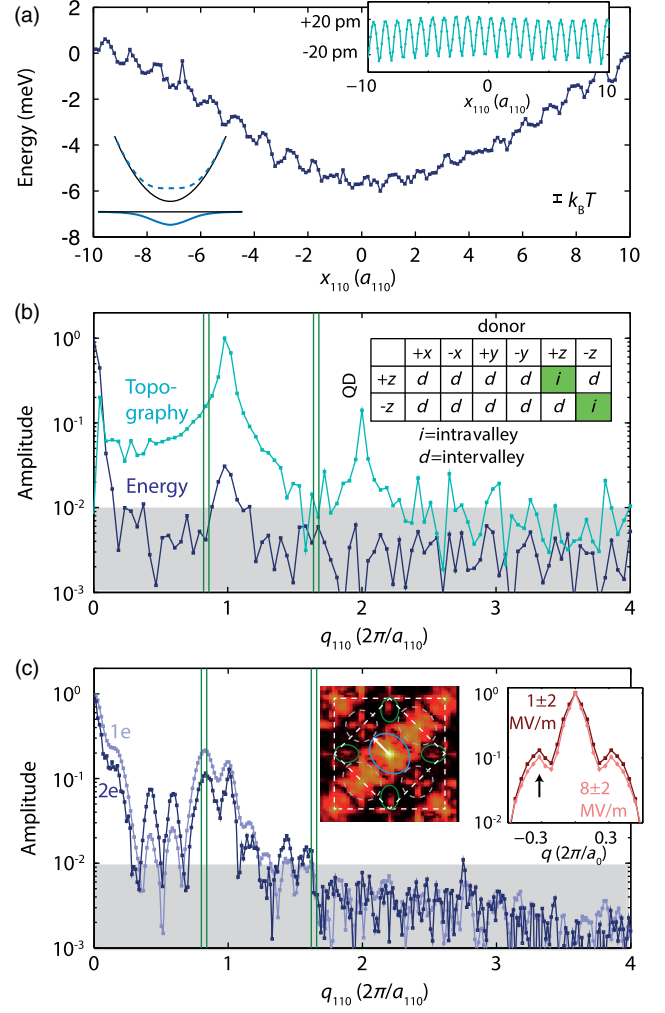 (a)
2
0
-2
-4
-6
-8
Energy (meV)
-10 -8 -6 -4 -2 0 2 4 6 8 10
x110 (a110)
+20 pm
-20 pm
-10 0 10
x110 (a110)
kBT
(b)
10^0
10^-1
10^-2
10^-3
Amplitude
Topo-
graphy
Energy
donor
QD
+x -x +y -y +z -z
+z d d d d i d
-z d d d d d i
i=intravalley
d=intervalley
0 1 2 3 4
q110 (2π/a110)
(c)
10^0
10^-1
10^-2
10^-3
Amplitude
1e
2e
10^0
10^-1
10^-2
1±2
MV/m
8±2
MV/m
−0.3 0.3
q (2π/a0)
0 1 2 3 4
q110 (2π/a110)